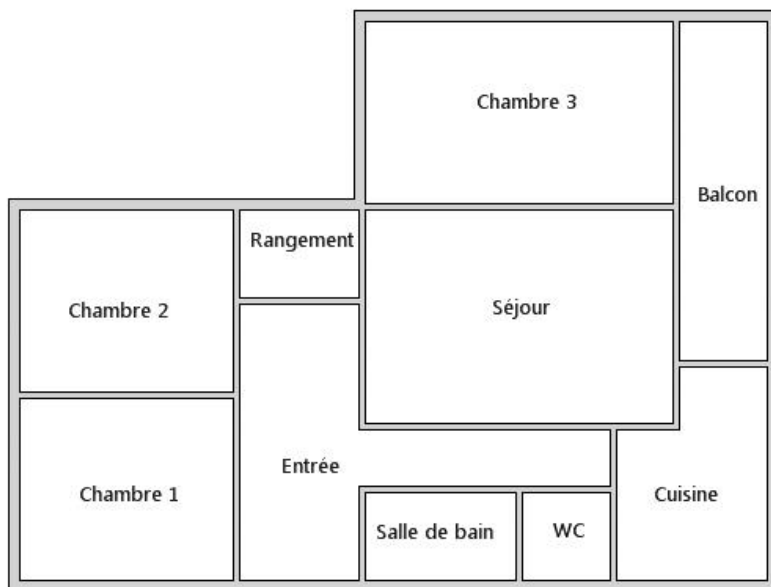 Chambre 3
Balcon
Rangement
Chambre 2
Séjour
Entrée
Chambre 1
Cuisine
Salle de bain
WC